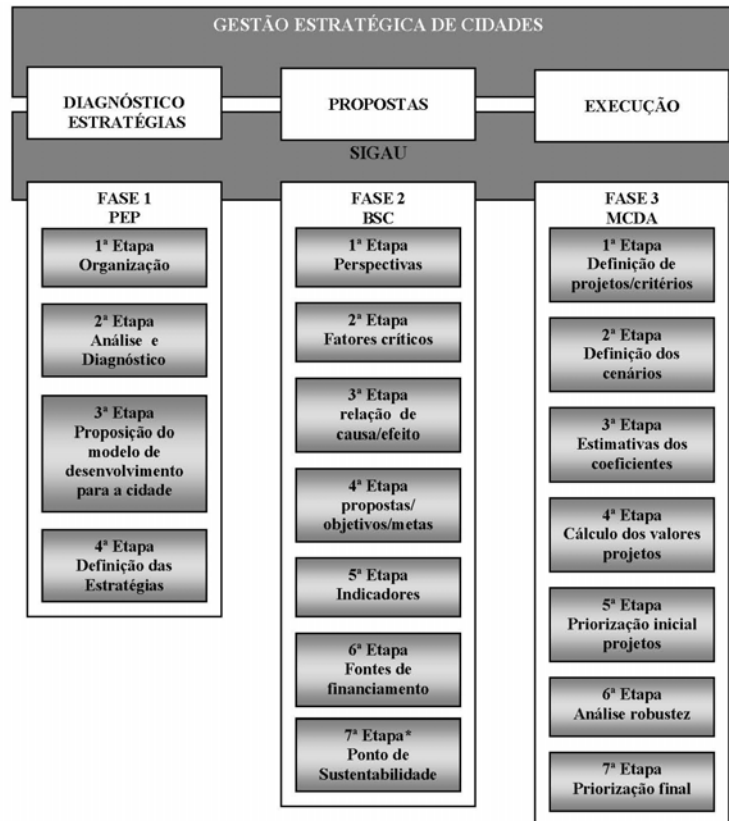 GESTÃO ESTRATÉGICA DE CIDADES
DIAGNÓSTICO
ESTRATÉGIAS
PROPOSTAS
EXECUÇÃO
SIGAU
FASE 1
PEP
1ª Etapa
Organização
2ª Etapa
Análise e
Diagnóstico
3ª Etapa
Proposição do
modelo de
desenvolvimento
para a cidade
4ª Etapa
Definição das
Estratégias
FASE 2
BSC
1ª Etapa
Perspectivas
2ª Etapa
Fatores críticos
3ª Etapa
relação de
causa/efeito
4ª Etapa
propostas/
objetivos/metas
5ª Etapa
Indicadores
6ª Etapa
Fontes de
financiamento
7ª Etapa*
Ponto de
Sustentabilidade
FASE 3
MCDA
1ª Etapa
Definição de
projetos/critérios
2ª Etapa
Definição dos
cenários
3ª Etapa
Estimativas dos
coeficientes
4ª Etapa
Cálculo dos valores
projetos
5ª Etapa
Priorização inicial
projetos
6ª Etapa
Análise robustez
7ª Etapa
Priorização final